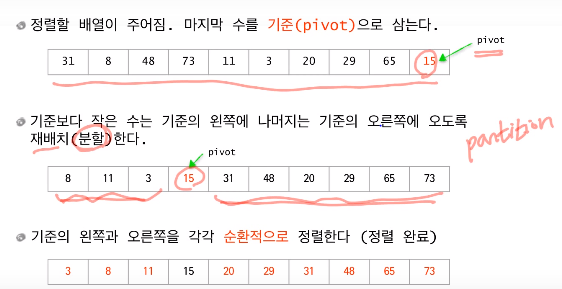 정렬할 배열이 주어짐. 마지막 수를 기준(pivot)으로 삼는다.
pivot
31 8 48 73 11 3 20 29 65 15
기준보다 작은 수는 기준의 왼쪽에 나머지는 기준의 오른쪽에 오도록
재배치(분할)한다.
partition
pivot
8 11 3 15 31 48 20 29 65 73
기준의 왼쪽과 오른쪽을 각각 순환적으로 정렬한다 (정렬 완료)
3 8 11 15 20 29 31 48 65 73